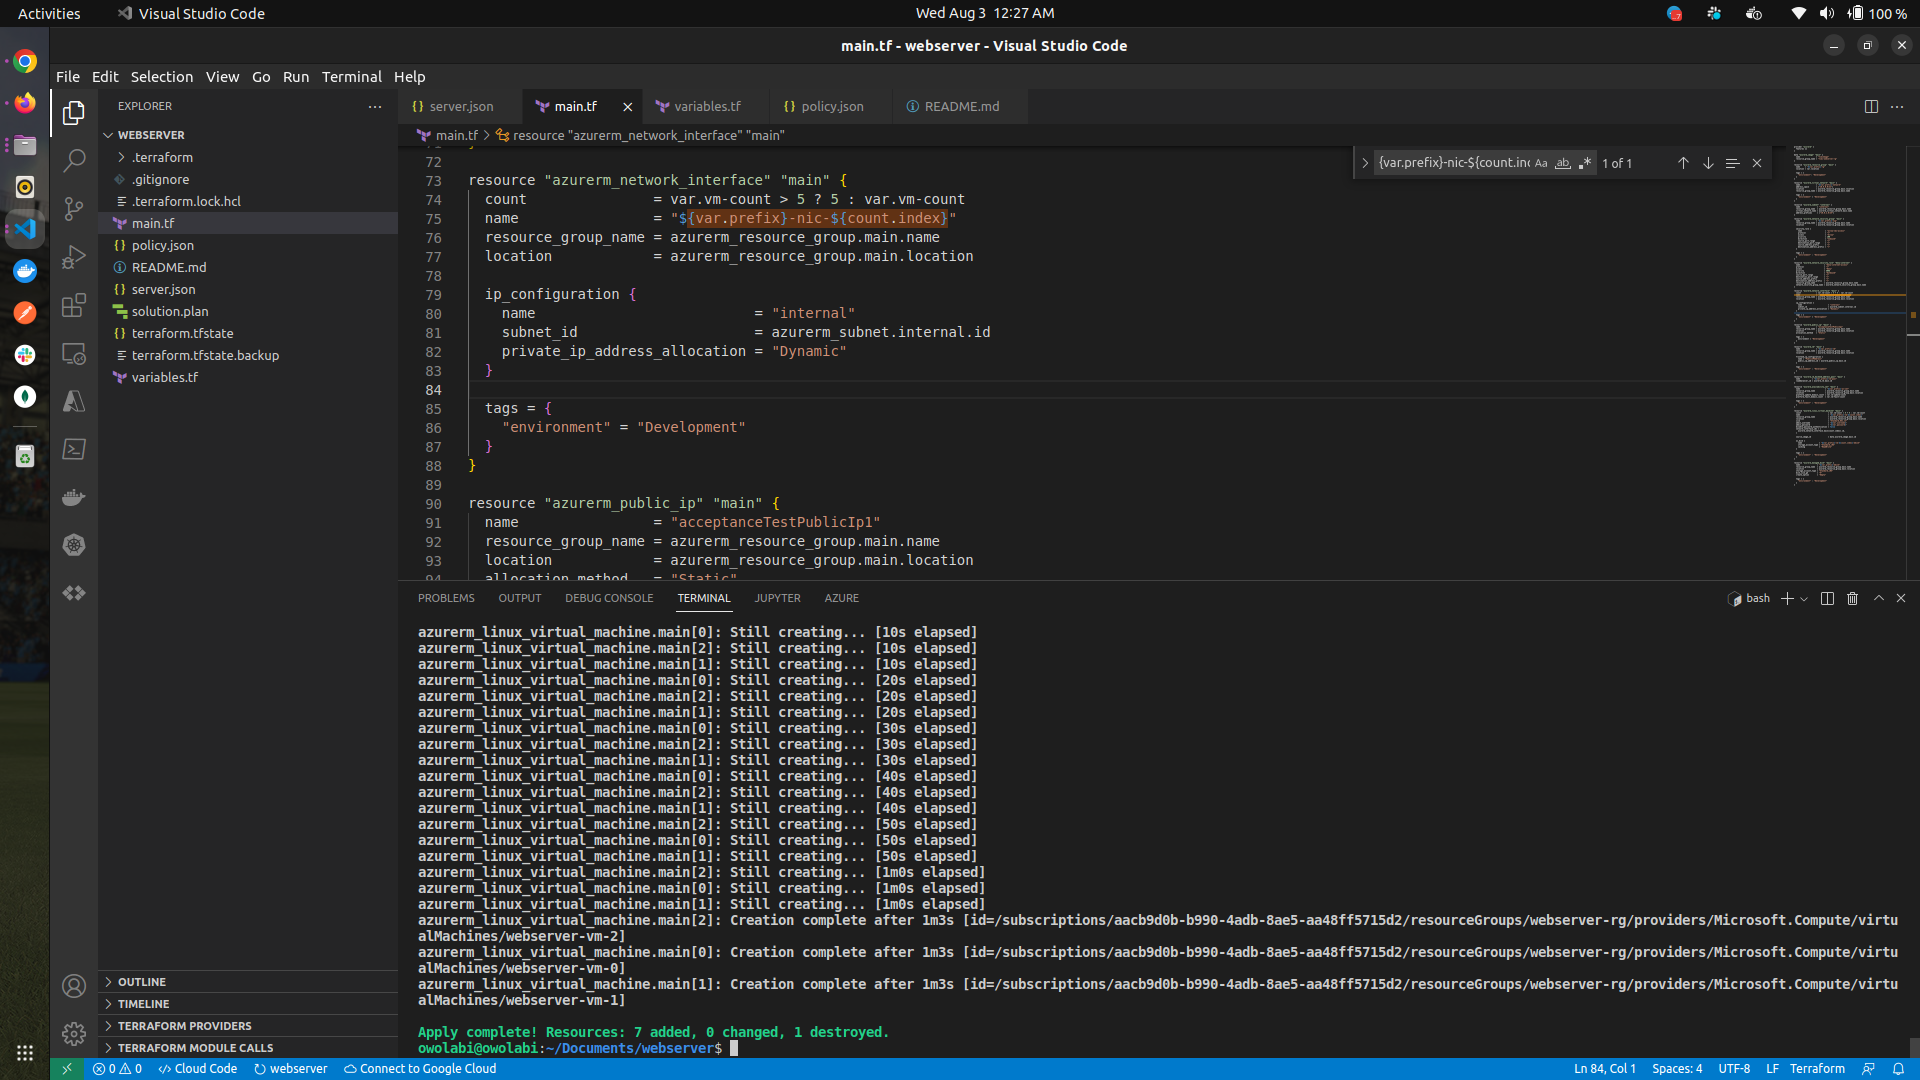 Activities
Visual Studio Code
Wed Aug 3 12:27 AM
100 %
main.tf - webserver - Visual Studio Code
File Edit Selection View Go Run Terminal Help
EXPLORER
server.json
main.tf
variables.tf
policy.json
README.md
WEBSERVER
main.tf > resource "azurerm_network_interface" "main"
.terraform
.gitignore
.terraform.lock.hcl
main.tf
policy.json
README.md
server.json
solution.plan
terraform.tfstate
terraform.tfstate.backup
variables.tf
{var.prefix}-nic-${count.inc
Aa ab
1 of 1
72
73 resource "azurerm_network_interface" "main" {
74 count = var.vm-count > 5 ? 5 : var.vm-count
75 name = "${var.prefix}-nic-${count.index}"
76 resource_group_name = azurerm_resource_group.main.name
77 location = azurerm_resource_group.main.location
78
79 ip_configuration {
80 name = "internal"
81 subnet_id = azurerm_subnet.internal.id
82 private_ip_address_allocation = "Dynamic"
83 }
84
85 tags = {
86 "environment" = "Development"
87 }
88 }
89
90 resource "azurerm_public_ip" "main" {
91 name = "acceptanceTestPublicIp1"
92 resource_group_name = azurerm_resource_group.main.name
93 location = azurerm_resource_group.main.location
94 allocation_method = "Static"
PROBLEMS OUTPUT DEBUG CONSOLE TERMINAL JUPYTER AZURE
bash
azurerm_linux_virtual_machine.main[0]: Still creating... [10s elapsed]
azurerm_linux_virtual_machine.main[2]: Still creating... [10s elapsed]
azurerm_linux_virtual_machine.main[1]: Still creating... [10s elapsed]
azurerm_linux_virtual_machine.main[0]: Still creating... [20s elapsed]
azurerm_linux_virtual_machine.main[2]: Still creating... [20s elapsed]
azurerm_linux_virtual_machine.main[1]: Still creating... [20s elapsed]
azurerm_linux_virtual_machine.main[0]: Still creating... [30s elapsed]
azurerm_linux_virtual_machine.main[2]: Still creating... [30s elapsed]
azurerm_linux_virtual_machine.main[1]: Still creating... [30s elapsed]
azurerm_linux_virtual_machine.main[0]: Still creating... [40s elapsed]
azurerm_linux_virtual_machine.main[2]: Still creating... [40s elapsed]
azurerm_linux_virtual_machine.main[1]: Still creating... [40s elapsed]
azurerm_linux_virtual_machine.main[2]: Still creating... [50s elapsed]
azurerm_linux_virtual_machine.main[0]: Still creating... [50s elapsed]
azurerm_linux_virtual_machine.main[1]: Still creating... [50s elapsed]
azurerm_linux_virtual_machine.main[2]: Still creating... [1m0s elapsed]
azurerm_linux_virtual_machine.main[0]: Still creating... [1m0s elapsed]
azurerm_linux_virtual_machine.main[1]: Still creating... [1m0s elapsed]
azurerm_linux_virtual_machine.main[2]: Creation complete after 1m3s [id=/subscriptions/aacb9d0b-b990-4adb-8ae5-aa48ff5715d2/resourceGroups/webserver-rg/providers/Microsoft.Compute/virtu
alMachines/webserver-vm-2]
azurerm_linux_virtual_machine.main[0]: Creation complete after 1m3s [id=/subscriptions/aacb9d0b-b990-4adb-8ae5-aa48ff5715d2/resourceGroups/webserver-rg/providers/Microsoft.Compute/virtu
alMachines/webserver-vm-0]
azurerm_linux_virtual_machine.main[1]: Creation complete after 1m3s [id=/subscriptions/aacb9d0b-b990-4adb-8ae5-aa48ff5715d2/resourceGroups/webserver-rg/providers/Microsoft.Compute/virtu
alMachines/webserver-vm-1]
Apply complete! Resources: 7 added, 0 changed, 1 destroyed.
owolabi@owolabi:~/Documents/webserver$
OUTLINE
TIMELINE
TERRAFORM PROVIDERS
TERRAFORM MODULE CALLS
0 0 Cloud Code webserver Connect to Google Cloud
Ln 84, Col 1 Spaces: 4 UTF-8 LF Terraform